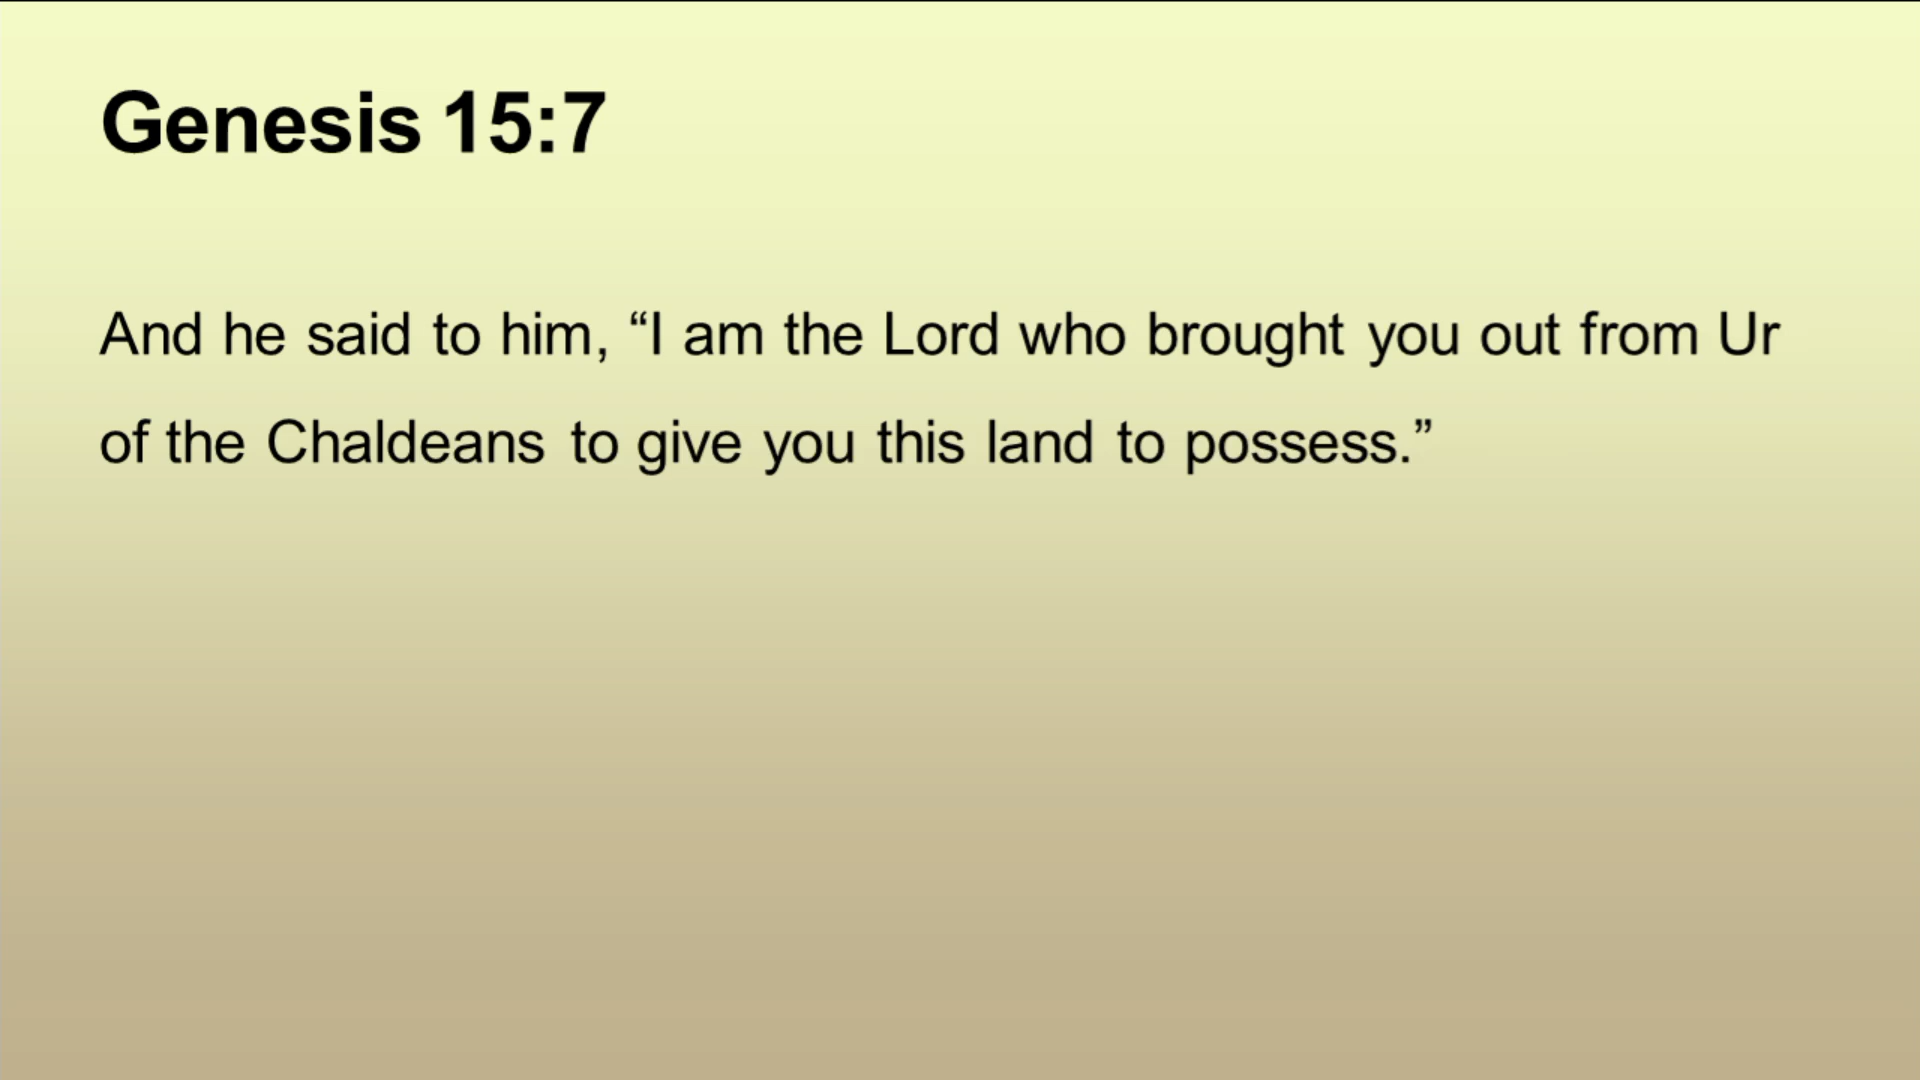 Genesis 15:7
And he said to him, “I am the Lord who brought you out from Ur
of the Chaldeans to give you this land to possess.”